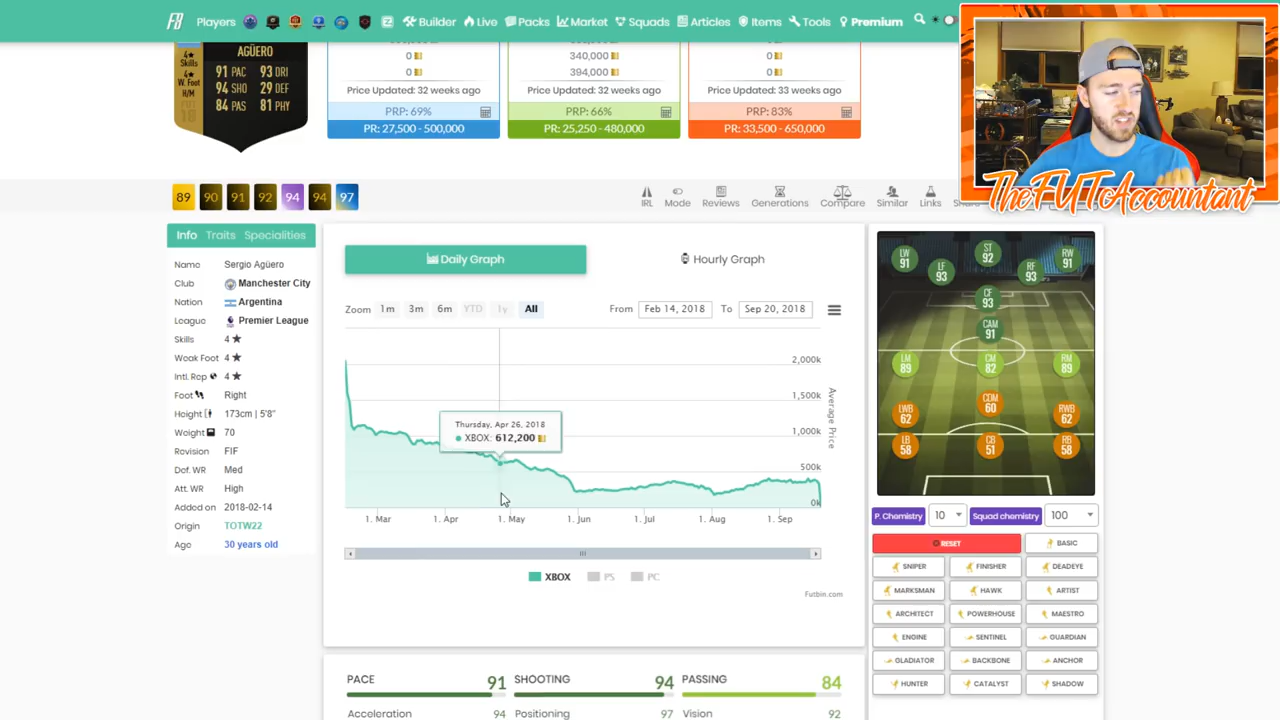 F8 Players Builder Live Packs Market Squads Articles Items Tools Premium
AGÜERO
4★
Skills
4★
W. Foot
H/M
91 PAC 93 DRI
94 SHO 29 DEF
84 PAS 81 PHY
0 340,000 0
0 394,000 0
Price Updated: 32 weeks ago Price Updated: 32 weeks ago Price Updated: 33 weeks ago
PRP: 69% PRP: 66% PRP: 83%
PR: 27,500 - 500,000 PR: 25,250 - 480,000 PR: 33,500 - 650,000
TheFUTAccountant
89 90 91 92 94 94 97
IRL Mode Reviews Generations Compare Similar Links
Info Traits Specialities
Name Sergio Agüero
Club Manchester City
Nation Argentina
League Premier League
Skills 4★
Weak Foot 4★
Intl. Rep 4★
Foot Right
Height 173cm | 5'8"
Weight 70
Revision FIF
Def. WR Med
Att. WR High
Added on 2018-02-14
Origin TOTW22
Age 30 years old
Daily Graph Hourly Graph
Zoom 1m 3m 6m YTD 1y All From Feb 14, 2018 To Sep 20, 2018
2,000k
1,500k
1,000k
500k
0k
Average Price
Thursday, Apr 26, 2018
XBOX: 612,200
1. Mar 1. Apr 1. May 1. Jun 1. Jul 1. Aug 1. Sep
XBOX PS PC
Futbin.com
PACE 91 SHOOTING 94 PASSING 84
Acceleration 94 Positioning 97 Vision 92
LW 91
ST 92
RW 91
LF 93
RF 93
CF 93
CAM 91
LM 89
CM 82
RM 89
CDM 60
LWB 62
RWB 62
LB 58
CB 51
RB 58
P. Chemistry 10 Squad chemistry 100
RESET BASIC
SNIPER FINISHER DEADEYE
MARKSMAN HAWK ARTIST
ARCHITECT POWERHOUSE MAESTRO
ENGINE SENTINEL GUARDIAN
GLADIATOR BACKBONE ANCHOR
HUNTER CATALYST SHADOW